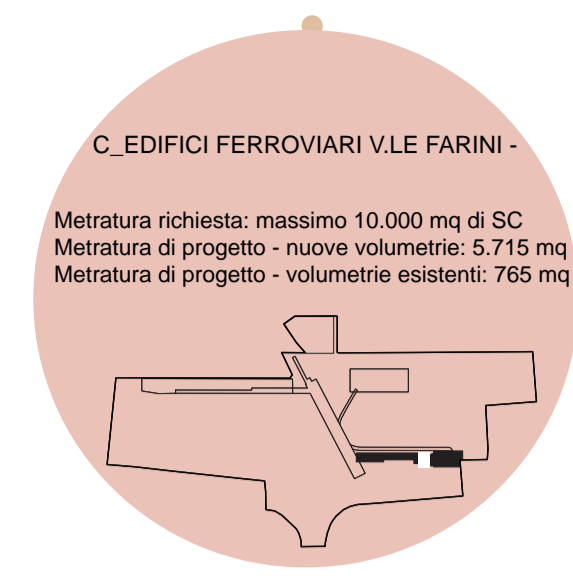 C_EDIFICI FERROVIARI V.LE FARINI -
Metratura richiesta: massimo 10.000 mq di SC
Metratura di progetto - nuove volumetrie: 5.715 mq
Metratura di progetto - volumetrie esistenti: 765 mq